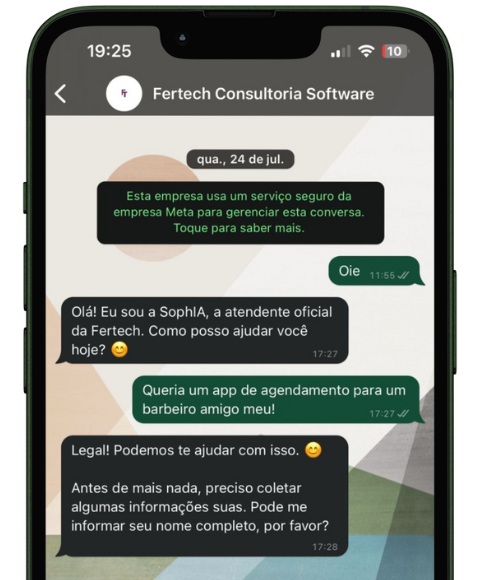 19:25
10
Fertech Consultoria Software
qua., 24 de jul.
Esta empresa usa um serviço seguro da
empresa Meta para gerenciar esta conversa.
Toque para saber mais.
Oie 11:55
Olá! Eu sou a SophIA, a atendente oficial
da Fertech. Como posso ajudar você
hoje? 😊
17:27
Queria um app de agendamento para um
barbeiro amigo meu!
17:27
Legal! Podemos te ajudar com isso. 😊
Antes de mais nada, preciso coletar
algumas informações suas. Pode me
informar seu nome completo, por favor?
17:28